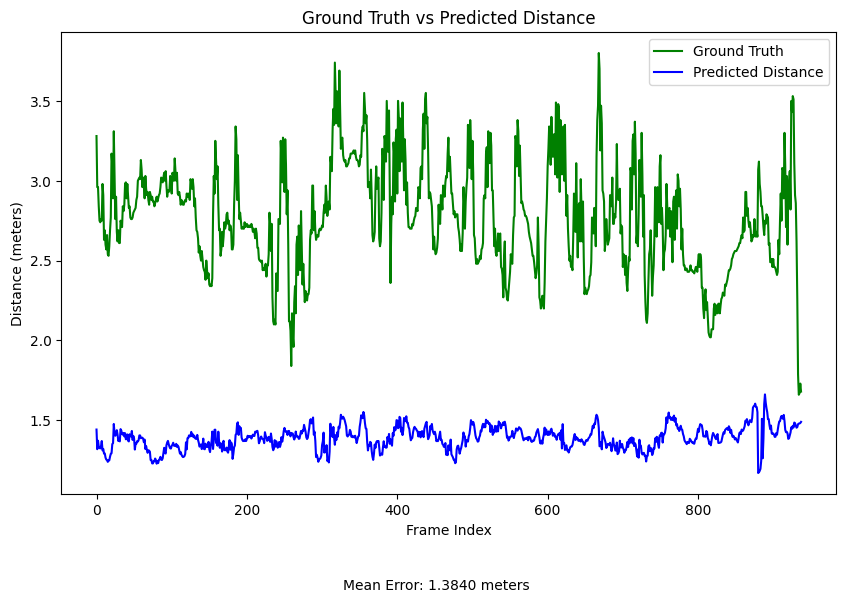 Ground Truth vs Predicted Distance
Ground Truth
Predicted Distance
Distance (meters)
3.5
3.0
2.5
2.0
1.5
0 200 400 600 800
Frame Index
Mean Error: 1.3840 meters